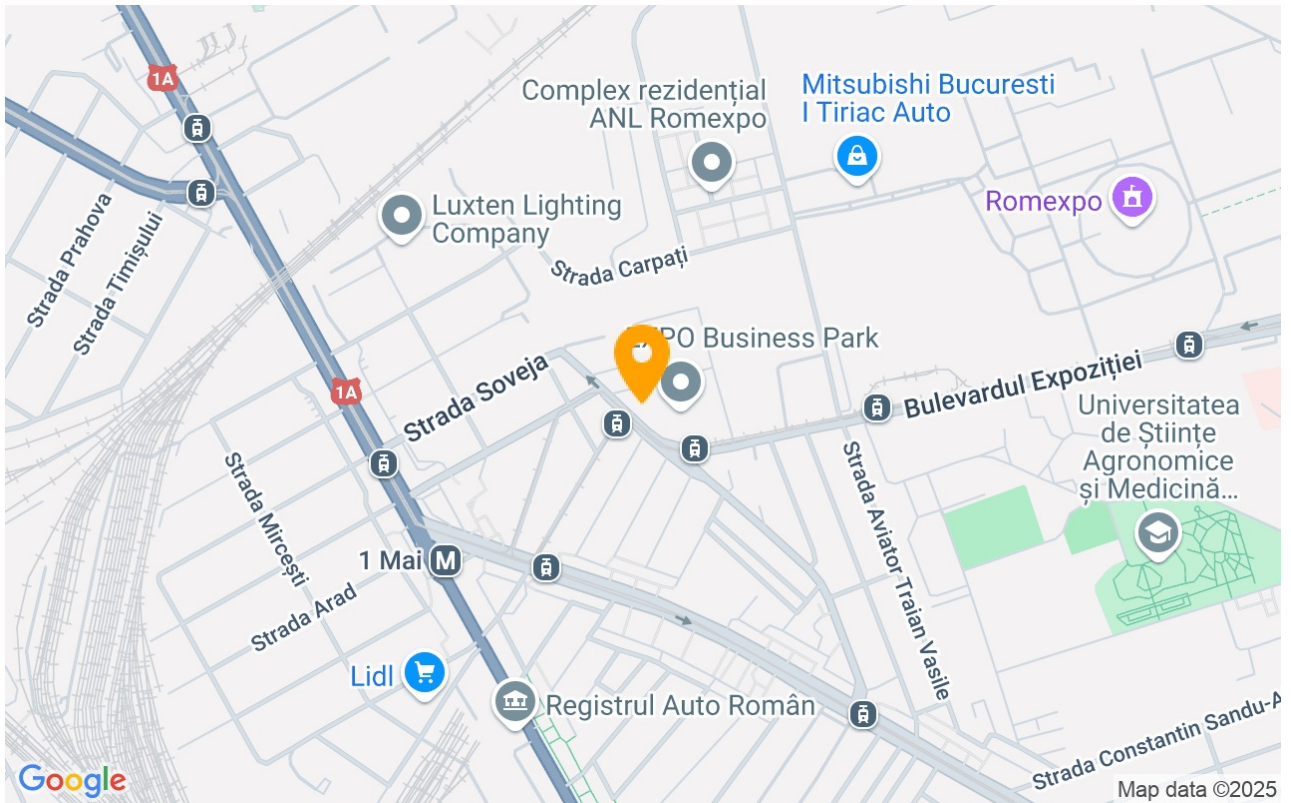 1A
Complex rezidențial
ANL Romexpo
Mitsubishi Bucuresti
I Tiriac Auto
Strada Prahova
Strada Timișului
Luxten Lighting
Company
Romexpo
Strada Carpați
Business Park
1A
Strada Soveja
Bulevardul Expoziției
Universitatea
de Științe
Agronomice
și Medicină...
Strada Mircești
Strada Aviator Traian Vasile
1 Mai
M
Strada Arad
Lidl
Registrul Auto Român
Strada Constantin Sandu-A
Google
Map data ©2025